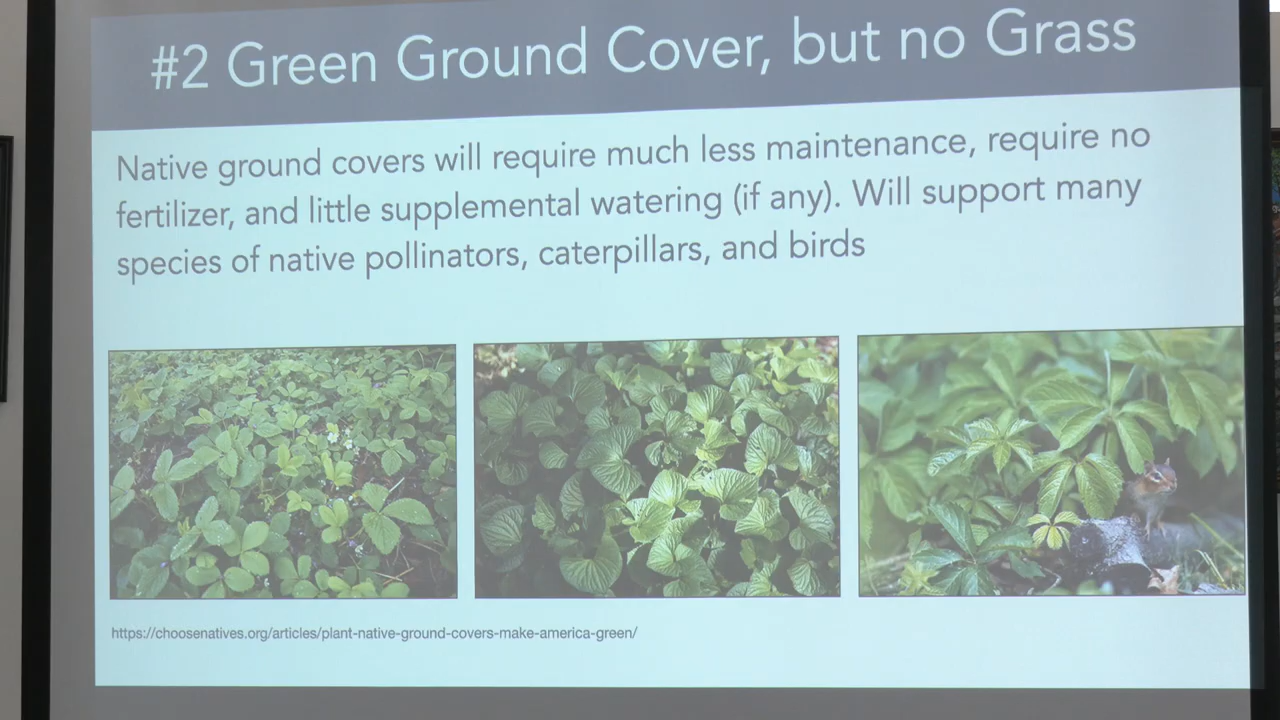 #2 Green Ground Cover, but no Grass
Native ground covers will require much less maintenance, require no
fertilizer, and little supplemental watering (if any). Will support many
species of native pollinators, caterpillars, and birds
https://choosenatives.org/articles/plant-native-ground-covers-make-america-green/